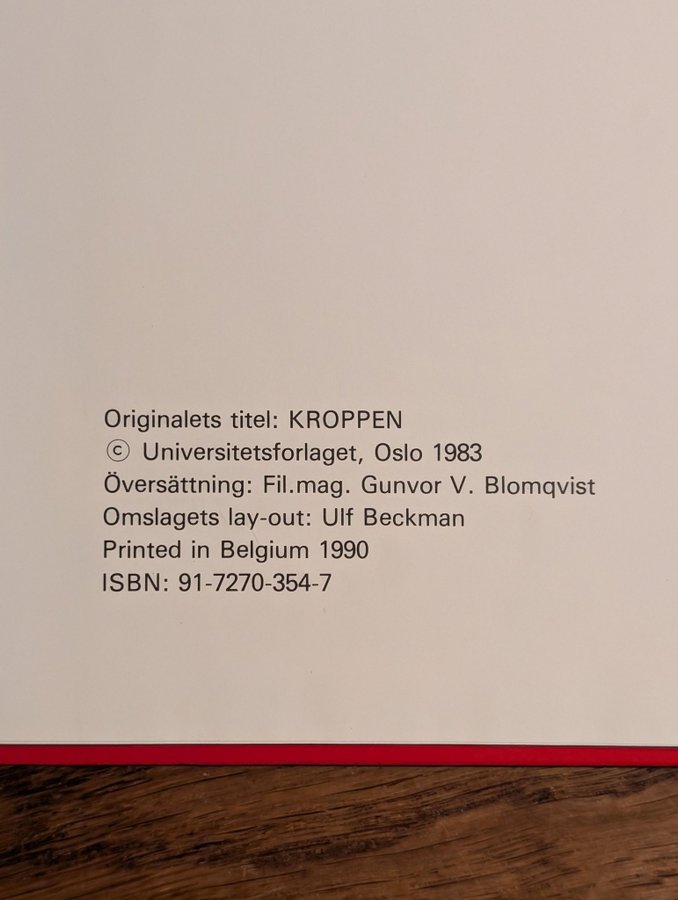 Originalets titel: KROPPEN
© Universitetsforlaget, Oslo 1983
Översättning: Fil.mag. Gunvor V. Blomqvist
Omslagets lay-out: Ulf Beckman
Printed in Belgium 1990
ISBN: 91-7270-354-7